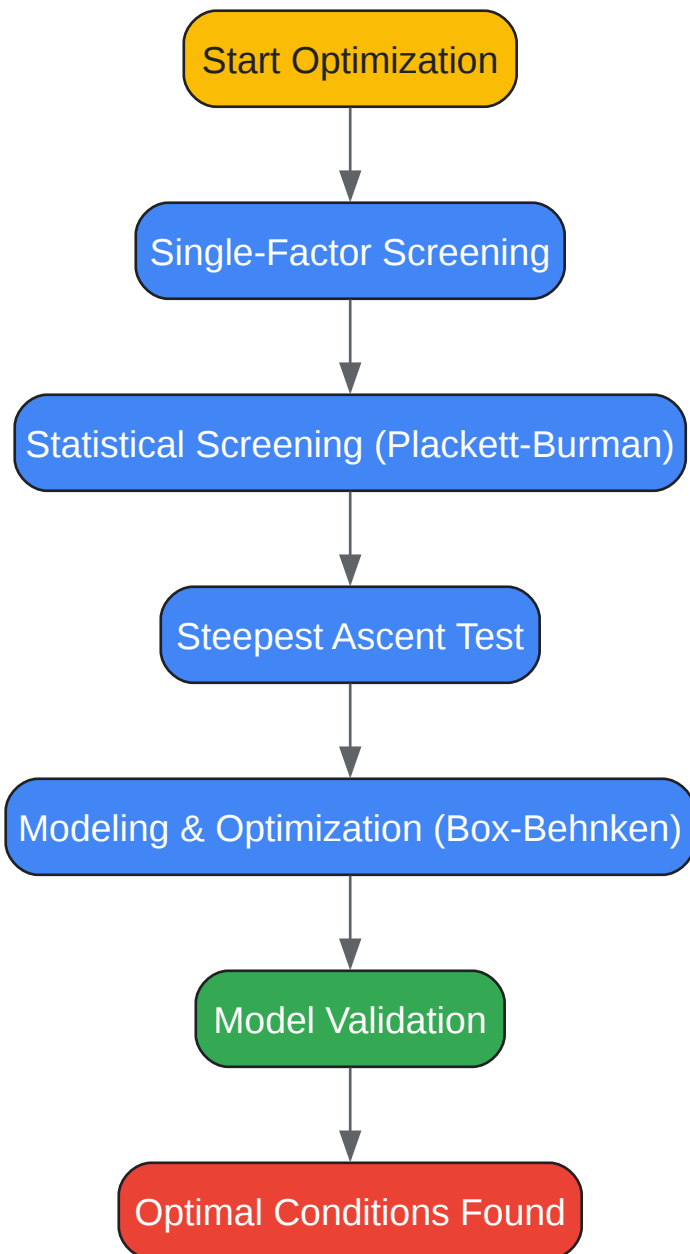 Start Optimization
Single-Factor Screening
Statistical Screening (Plackett-Burman)
Steepest Ascent Test
Modeling & Optimization (Box-Behnken)
Model Validation
Optimal Conditions Found